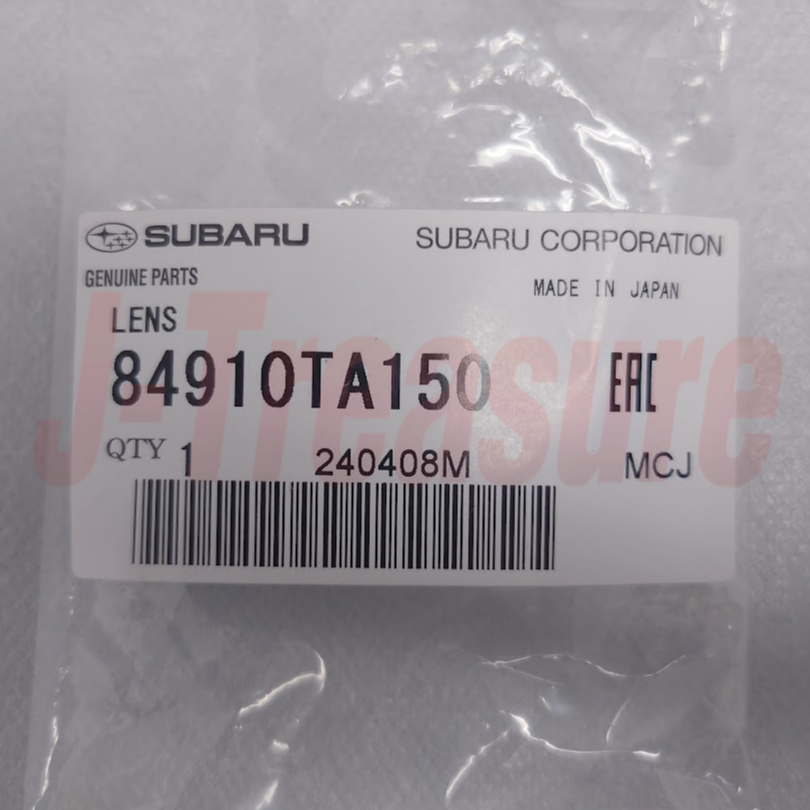 SUBARU SUBARU CORPORATION
GENUINE PARTS MADE IN JAPAN
LENS
84910TA150 EAC
QTY 1 240408M MCJ
J-Treasure